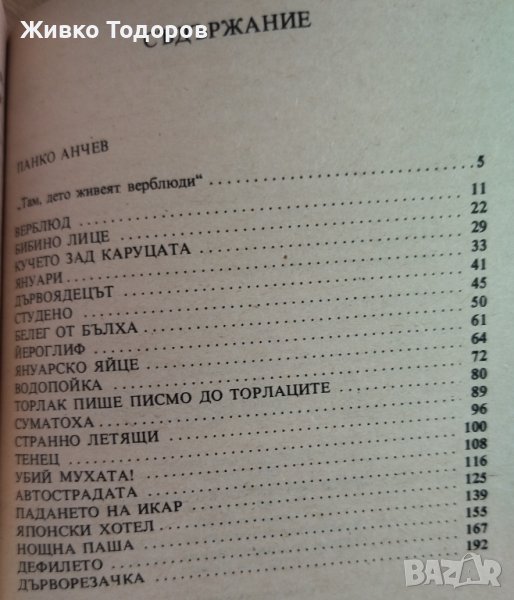 Живко Тодоров
СЪДЪРЖАНИЕ
ПАНКО АНЧЕВ
„Там, дето живеят верблюди“ . . . . . . . . . . 5
ВЕРБЛЮД . . . . . . . . . . 11
БИБИНО ЛИЦЕ . . . . . . . . . . 22
КУЧЕТО ЗАД КАРУЦАТА . . . . . . . . . . 29
ЯНУАРИ . . . . . . . . . . 33
ДЪРВОЯДЕЦЪТ . . . . . . . . . . 41
СТУДЕНО . . . . . . . . . . 45
БЕЛЕГ ОТ БЪЛХА . . . . . . . . . . 50
ЙЕРОГЛИФ . . . . . . . . . . 61
ЯНУАРСКО ЯЙЦЕ . . . . . . . . . . 64
ВОДОПОЙКА . . . . . . . . . . 72
ТОРЛАК ПИШЕ ПИСМО ДО ТОРЛАЦИТЕ . . . . . . . . . . 80
СУМАТОХА . . . . . . . . . . 89
СТРАННО ЛЕТЯЩИ . . . . . . . . . . 96
ТЕНЕЦ . . . . . . . . . . 100
УБИЙ МУХАТА! . . . . . . . . . . 108
АВТОСТРАДАТА . . . . . . . . . . 116
ПАДАНЕТО НА ИКАР . . . . . . . . . . 125
ЯПОНСКИ ХОТЕЛ . . . . . . . . . . 139
НОЩНА ПАША . . . . . . . . . . 155
ДЕФИЛЕТО . . . . . . . . . . 167
ДЪРВОРЕЗАЧКА . . . . . . . . . . 192
БАЗАР